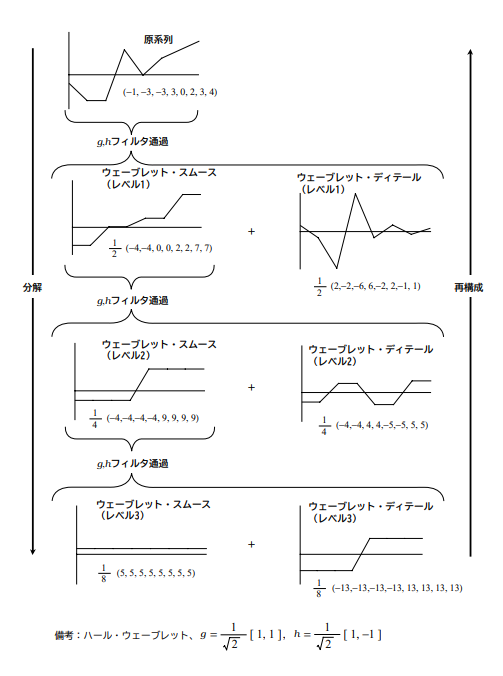 原系列
(−1, −3, −3, 3, 0, 2, 3, 4)
g,hフィルタ通過
ウェーブレット・スムース
（レベル1）
ウェーブレット・ディテール
（レベル1）
+
1/2 (−4,−4, 0, 0, 2, 2, 7, 7)
1/2 (2,−2,−6, 6,−2, 2,−1, 1)
分解
再構成
g,hフィルタ通過
ウェーブレット・スムース
（レベル2）
ウェーブレット・ディテール
（レベル2）
+
1/4 (−4,−4,−4,−4, 9, 9, 9, 9)
1/4 (−4,−4, 4, 4,−5,−5, 5, 5)
g,hフィルタ通過
ウェーブレット・スムース
（レベル3）
ウェーブレット・ディテール
（レベル3）
+
1/8 (5, 5, 5, 5, 5, 5, 5, 5)
1/8 (−13,−13,−13,−13, 13, 13, 13, 13)
備考：ハール・ウェーブレット、g = 1/√2 [ 1, 1 ], h = 1/√2 [ 1, −1 ]